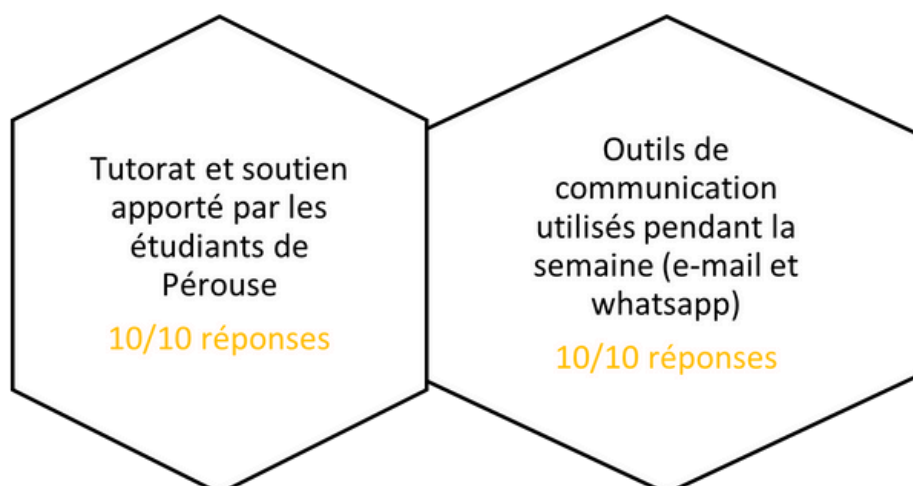 Tutorat et soutien
apporté par les
étudiants de
Pérouse
10/10 réponses
Outils de
communication
utilisés pendant la
semaine (e-mail et
whatsapp)
10/10 réponses